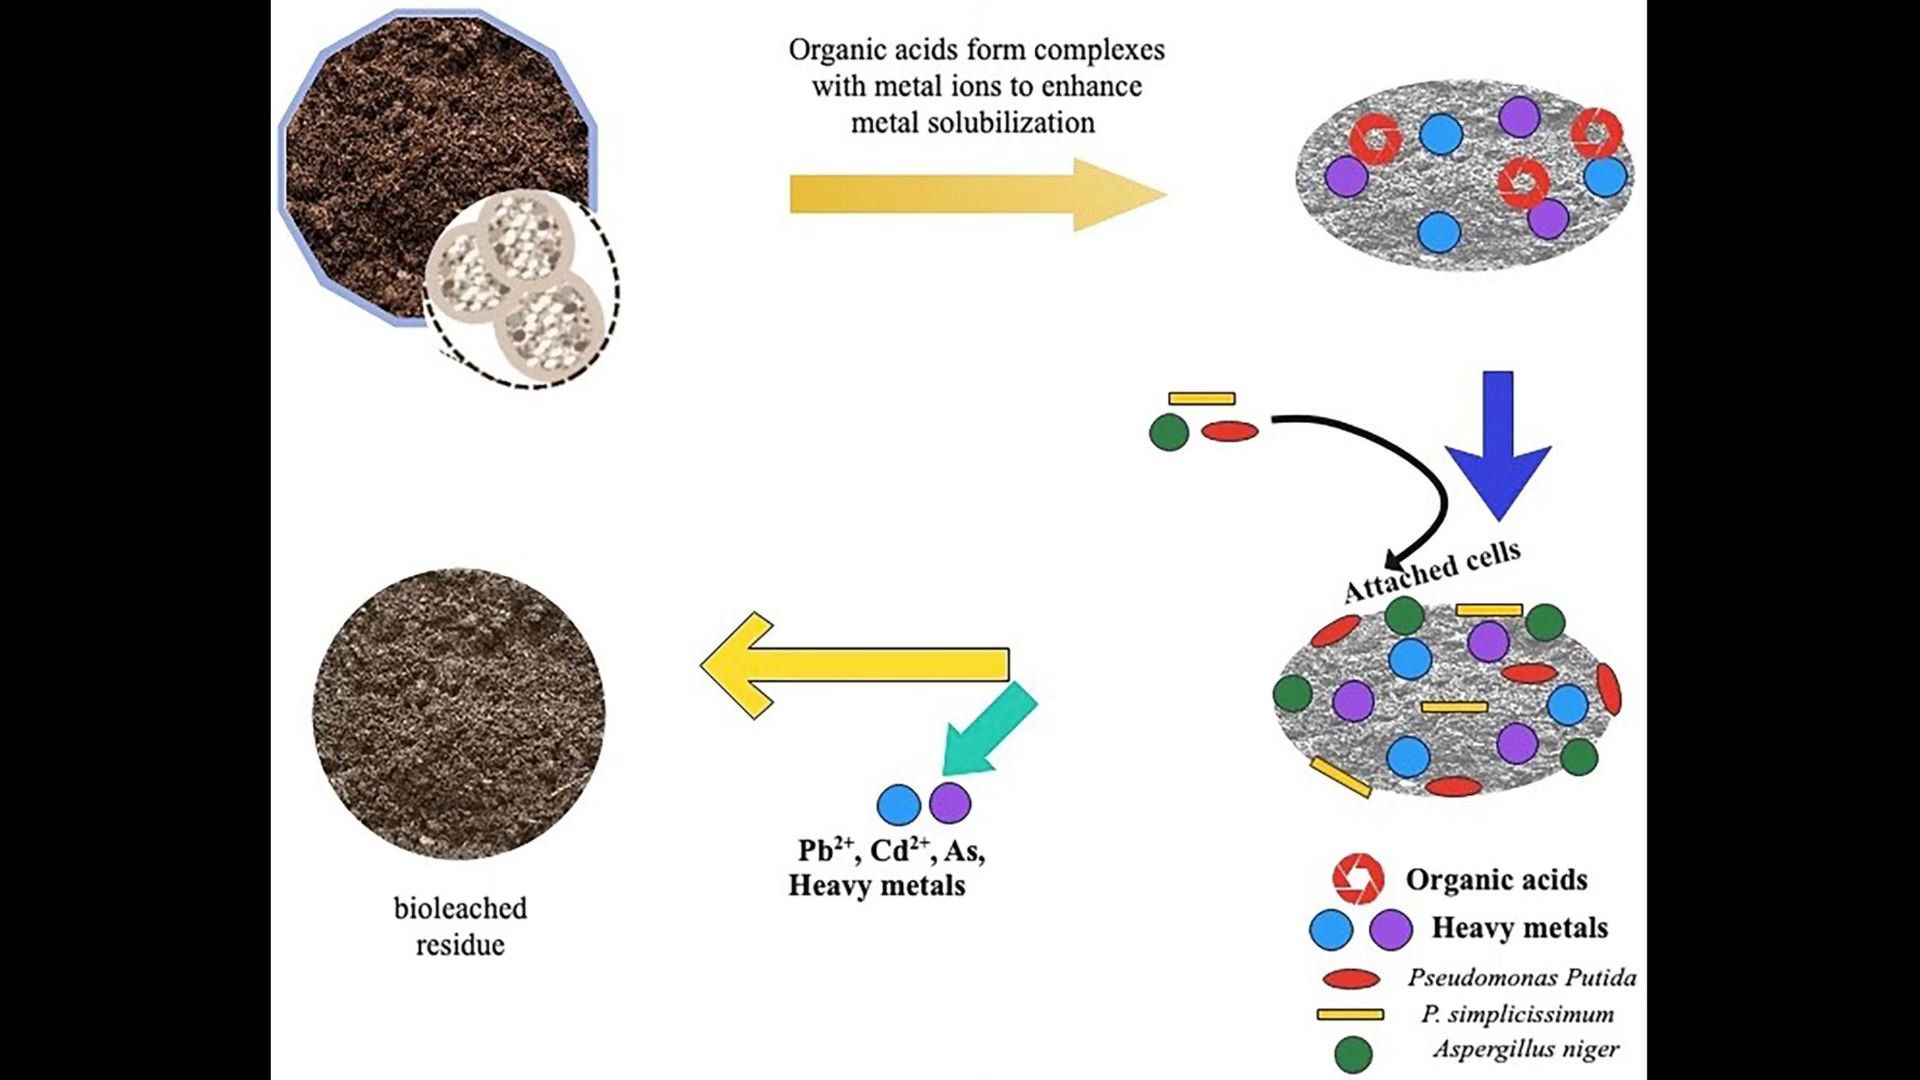 Organic acids form complexes
with metal ions to enhance
metal solubilization
Attached cells
Pb²⁺, Cd²⁺, As,
Heavy metals
bioleached
residue
Organic acids
Heavy metals
Pseudomonas Putida
P. simplicissimum
Aspergillus niger